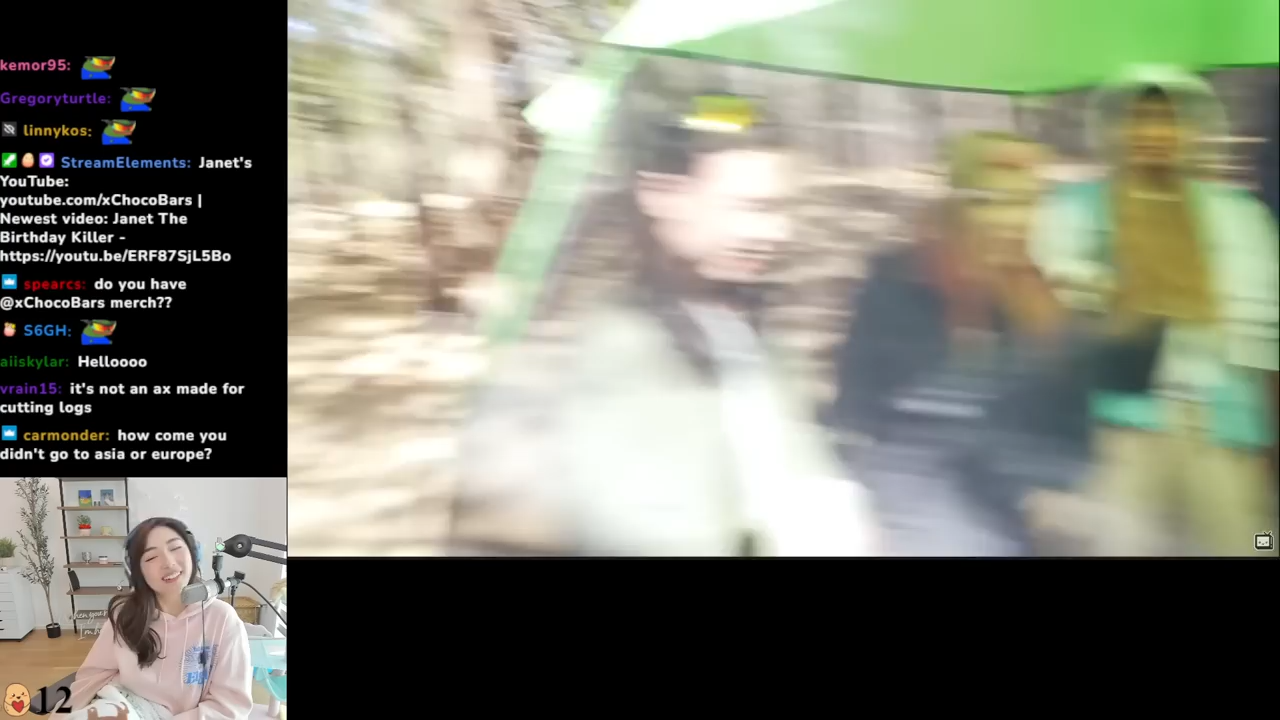 kemor95:
Gregoryturtle:
linnykos:
StreamElements: Janet's
YouTube:
youtube.com/xChocoBars |
Newest video: Janet The
Birthday Killer -
https://youtu.be/ERF87SjL5Bo
spearcs: do you have
@xChocoBars merch??
S6GH:
aiiskylar: Helloooo
vrain15: it's not an ax made for
cutting logs
carmonder: how come you
didn't go to asia or europe?
12